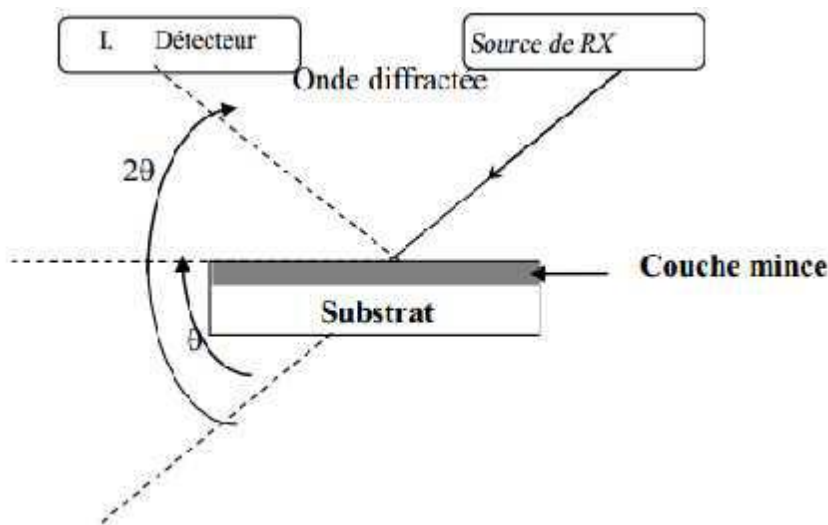 I. Détecteur
Source de RX
Onde diffractée
2θ
Couche mince
Substrat
θ